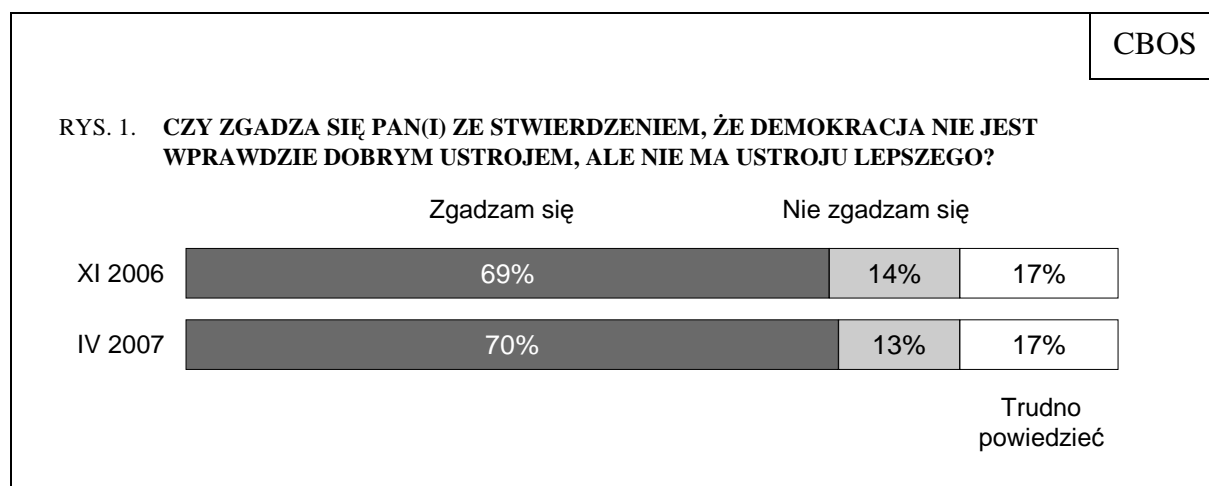 CBOS
RYS. 1. CZY ZGADZA SIĘ PAN(I) ZE STWIERDZENIEM, ŻE DEMOKRACJA NIE JEST
WPRAWDZIE DOBRYM USTROJEM, ALE NIE MA USTROJU LEPSZEGO?
Zgadzam się Nie zgadzam się
XI 2006 69% 14% 17%
IV 2007 70% 13% 17%
Trudno
powiedzieć